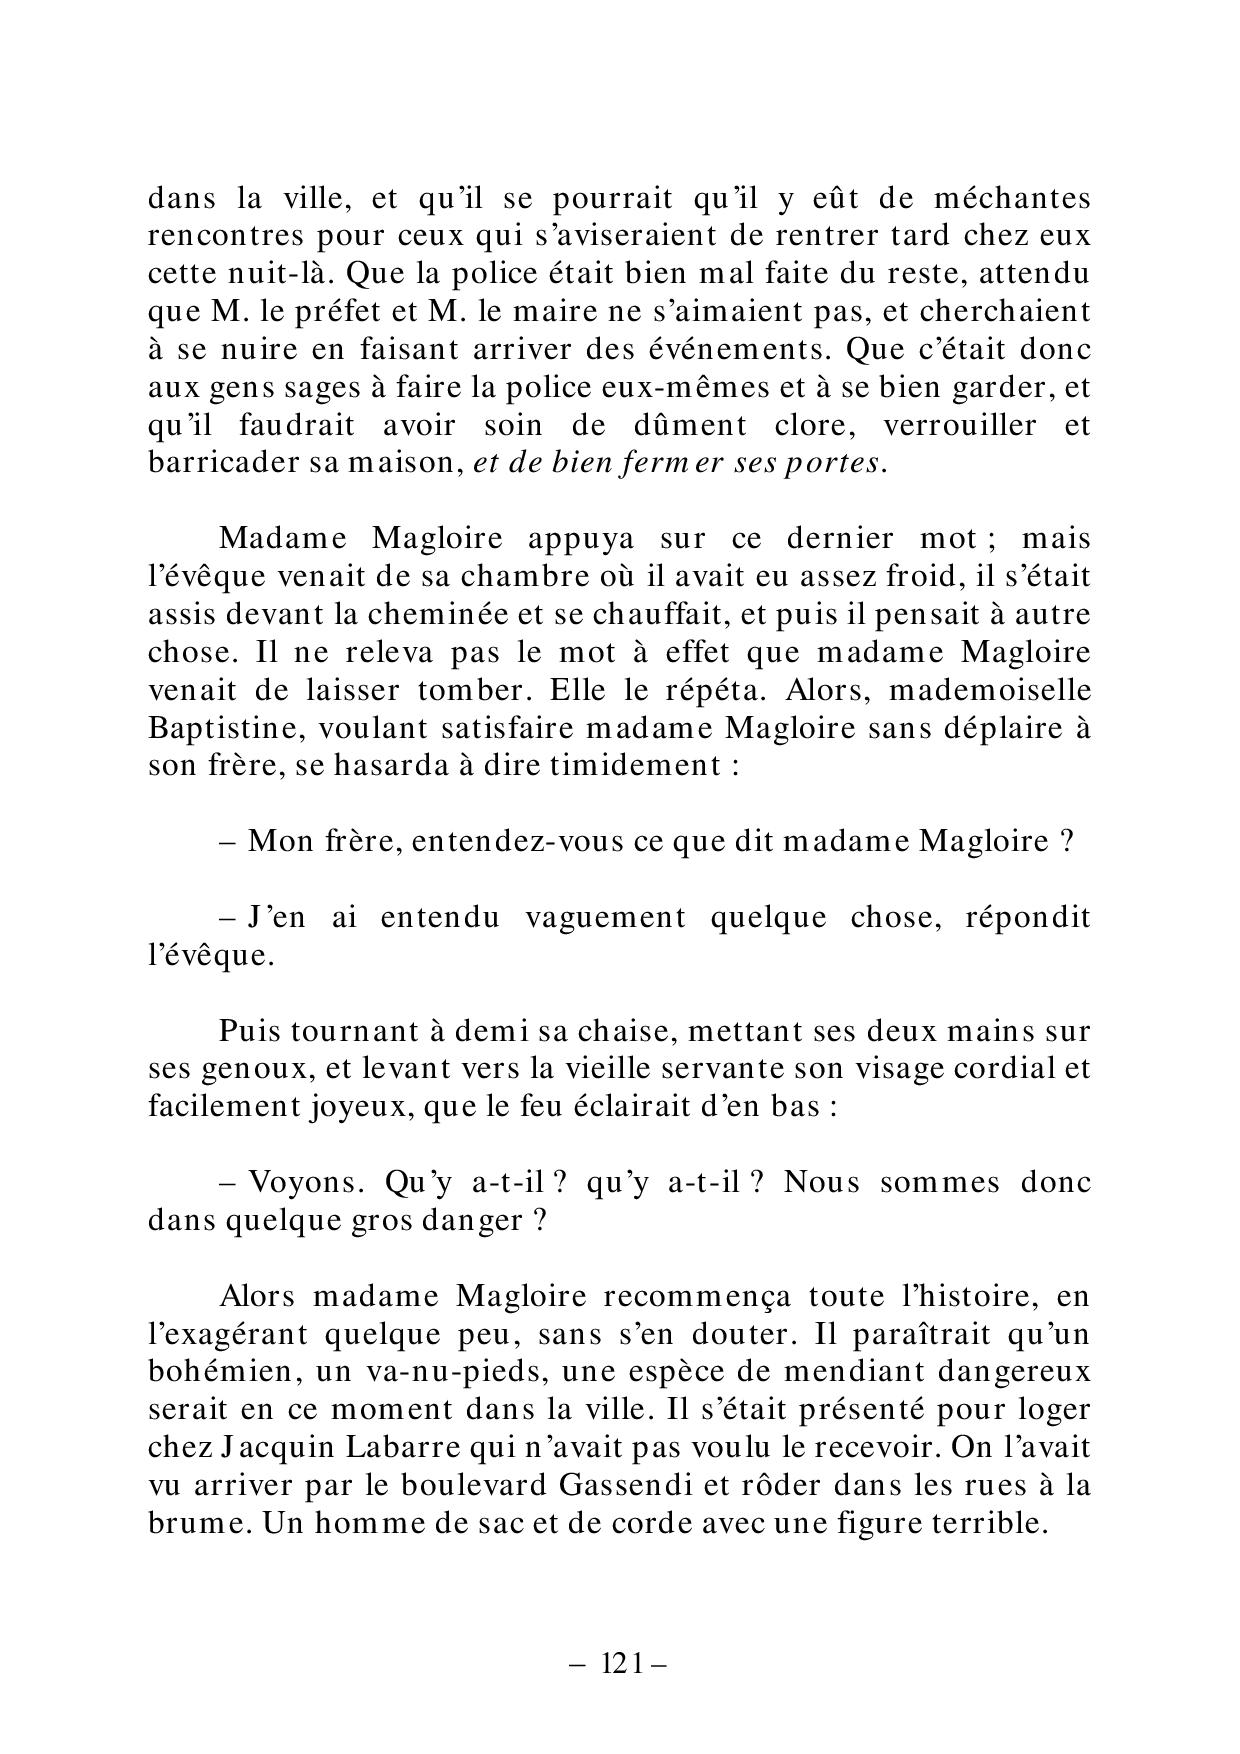 dans la ville, et qu’il se pourrait qu’il y eût de méchantes
rencontres pour ceux qui s’aviseraient de rentrer tard chez eux
cette nuit-là. Que la police était bien mal faite du reste, attendu
que M. le préfet et M. le maire ne s’aimaient pas, et cherchaient
à se nuire en faisant arriver des événements. Que c’était donc
aux gens sages à faire la police eux-mêmes et à se bien garder, et
qu’il faudrait avoir soin de dûment clore, verrouiller et
barricader sa maison, et de bien fermer ses portes.
Madame Magloire appuya sur ce dernier mot ; mais
l’évêque venait de sa chambre où il avait eu assez froid, il s’était
assis devant la cheminée et se chauffait, et puis il pensait à autre
chose. Il ne releva pas le mot à effet que madame Magloire
venait de laisser tomber. Elle le répéta. Alors, mademoiselle
Baptistine, voulant satisfaire madame Magloire sans déplaire à
son frère, se hasarda à dire timidement :
– Mon frère, entendez-vous ce que dit madame Magloire ?
– J’en ai entendu vaguement quelque chose, répondit
l’évêque.
Puis tournant à demi sa chaise, mettant ses deux mains sur
ses genoux, et levant vers la vieille servante son visage cordial et
facilement joyeux, que le feu éclairait d’en bas :
– Voyons. Qu’y a-t-il ? qu’y a-t-il ? Nous sommes donc
dans quelque gros danger ?
Alors madame Magloire recommença toute l’histoire, en
l’exagérant quelque peu, sans s’en douter. Il paraîtrait qu’un
bohémien, un va-nu-pieds, une espèce de mendiant dangereux
serait en ce moment dans la ville. Il s’était présenté pour loger
chez Jacquin Labarre qui n’avait pas voulu le recevoir. On l’avait
vu arriver par le boulevard Gassendi et rôder dans les rues à la
brume. Un homme de sac et de corde avec une figure terrible.
– 121 –